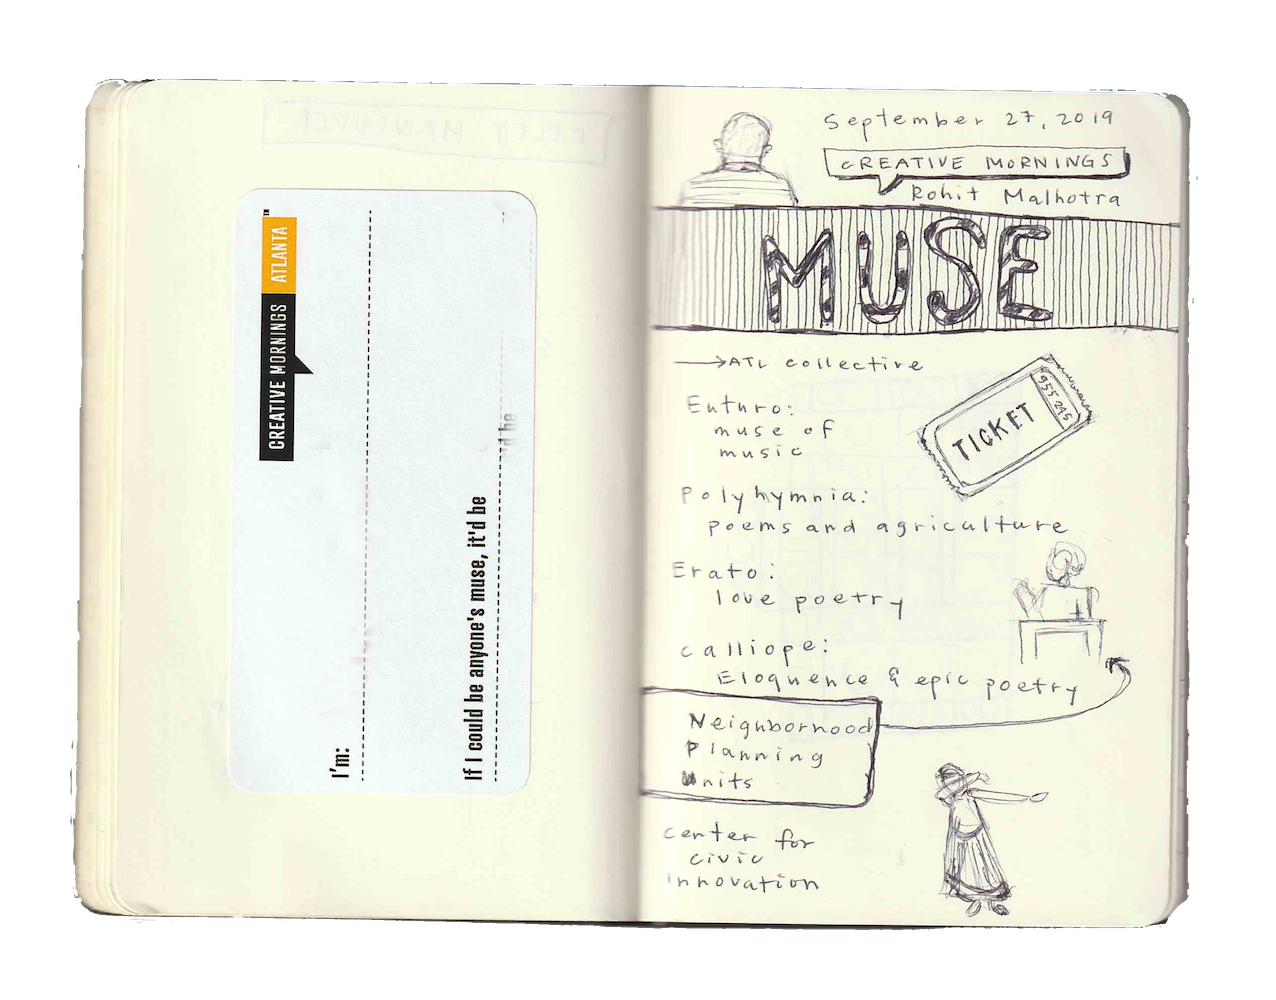 CREATIVE MORNINGS ATLANTA™
I'm:
If I could be anyone's muse, it'd be
September 27, 2019
CREATIVE MORNINGS
Rohit Malhotra
MUSE
→ATL collective
Enturo:
muse of
music
TICKET
955245
Polyhymnia:
poems and agriculture
Erato:
love poetry
calliope:
Eloquence & epic poetry
Neighborhood
Planning
Units
center for
civic
innovation